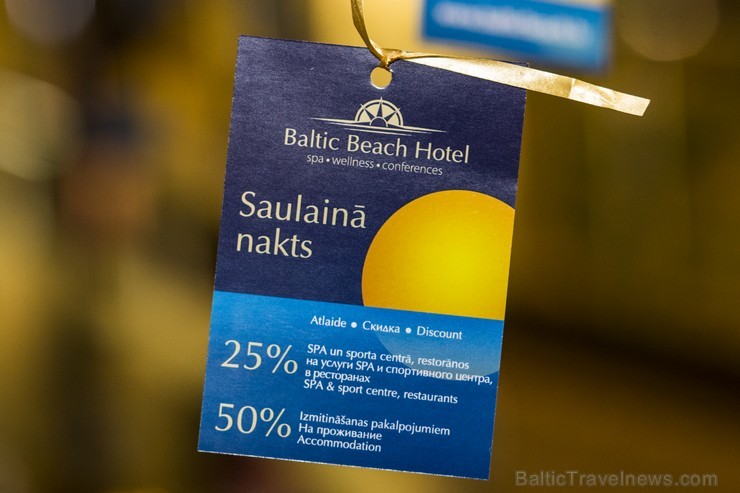 Baltic Beach Hotel
spa • wellness • conferences
Saulainā
nakts
Atlaide • Скидка • Discount
25%
SPA un sporta centrā, restorānos
на услуги SPA и спортивного центра,
в ресторанах
SPA & sport centre, restaurants
50%
Izmitināšanas pakalpojumiem
На проживание
Accommodation
BalticTravelnews.com